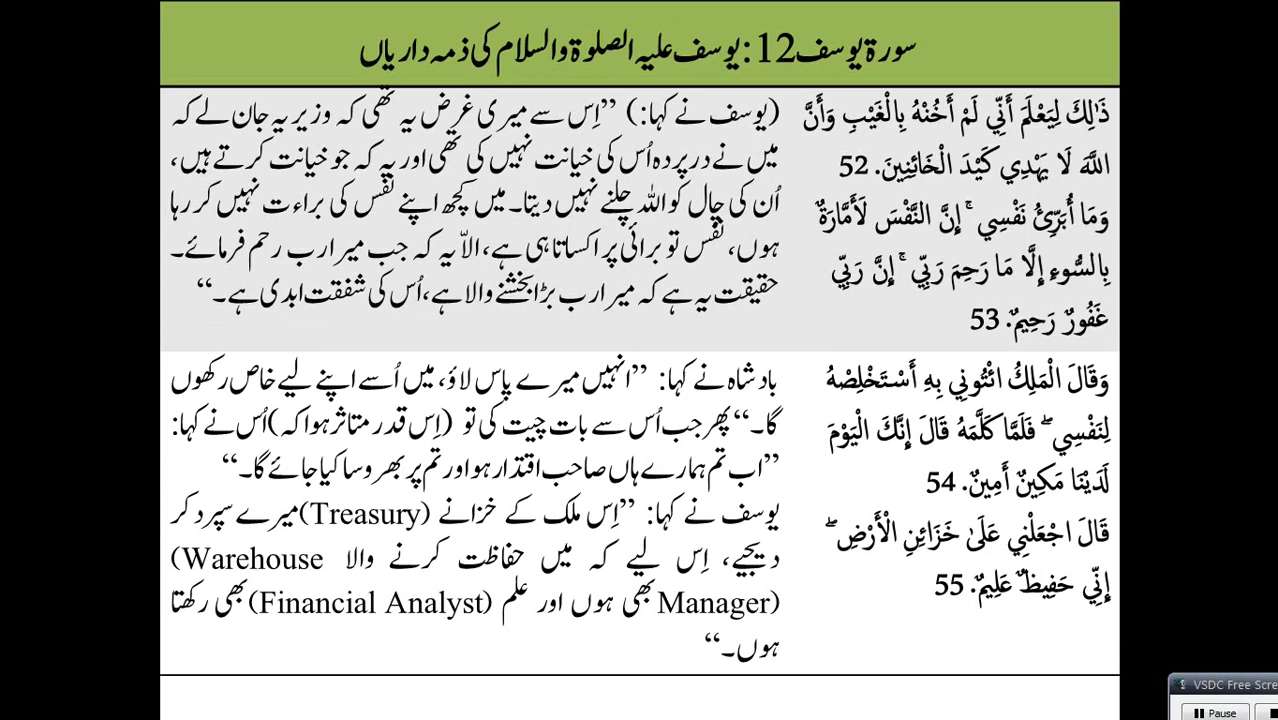 سورۃ یوسف 12: یوسف علیہ الصلوۃ والسلام کی ذمہ داریاں
ذَٰلِكَ لِيَعْلَمَ أَنِّي لَمْ أَخُنْهُ بِالْغَيْبِ وَأَنَّ
اللَّهَ لَا يَهْدِي كَيْدَ الْخَائِنِينَ. 52
وَمَا أُبَرِّئُ نَفْسِي ۚ إِنَّ النَّفْسَ لَأَمَّارَةٌ
بِالسُّوءِ إِلَّا مَا رَحِمَ رَبِّي ۚ إِنَّ رَبِّي
غَفُورٌ رَحِيمٌ. 53
(یوسف نے کہا:) ’’اِس سے میری غرض یہ تھی کہ وزیر یہ جان لے کہ
میں نے در پردہ اُس کی خیانت نہیں کی تھی اور یہ کہ جو خیانت کرتے ہیں،
اُن کی چال کو اللہ چلنے نہیں دیتا۔ میں کچھ اپنے نفس کی براءت نہیں کر رہا
ہوں، نفس تو برائی پر اکساتا ہی ہے، الاّ یہ کہ جب میرا رب رحم فرمائے۔
حقیقت یہ ہے کہ میرا رب بڑا بخشنے والا ہے، اُس کی شفقت ابدی ہے۔‘‘
وَقَالَ الْمَلِكُ ائْتُونِي بِهِ أَسْتَخْلِصْهُ
لِنَفْسِي ۖ فَلَمَّا كَلَّمَهُ قَالَ إِنَّكَ الْيَوْمَ
لَدَيْنَا مَكِينٌ أَمِينٌ. 54
قَالَ اجْعَلْنِي عَلَىٰ خَزَائِنِ الْأَرْضِ ۖ
إِنِّي حَفِيظٌ عَلِيمٌ. 55
بادشاہ نے کہا: ’’انہیں میرے پاس لاؤ، میں اُسے اپنے لیے خاص رکھوں
گا۔‘‘ پھر جب اُس سے بات چیت کی تو (اِس قدر متاثر ہوا کہ) اُس نے کہا:
’’اب تم ہمارے ہاں صاحب اقتدار ہو اور تم پر بھروسا کیا جائے گا۔‘‘
یوسف نے کہا: ’’اِس ملک کے خزانے (Treasury) میرے سپرد کر
دیجیے، اِس لیے کہ میں حفاظت کرنے والا (Warehouse
Manager) بھی ہوں اور علم (Financial Analyst) بھی رکھتا
ہوں۔‘‘
VSDC Free Scre
Pause